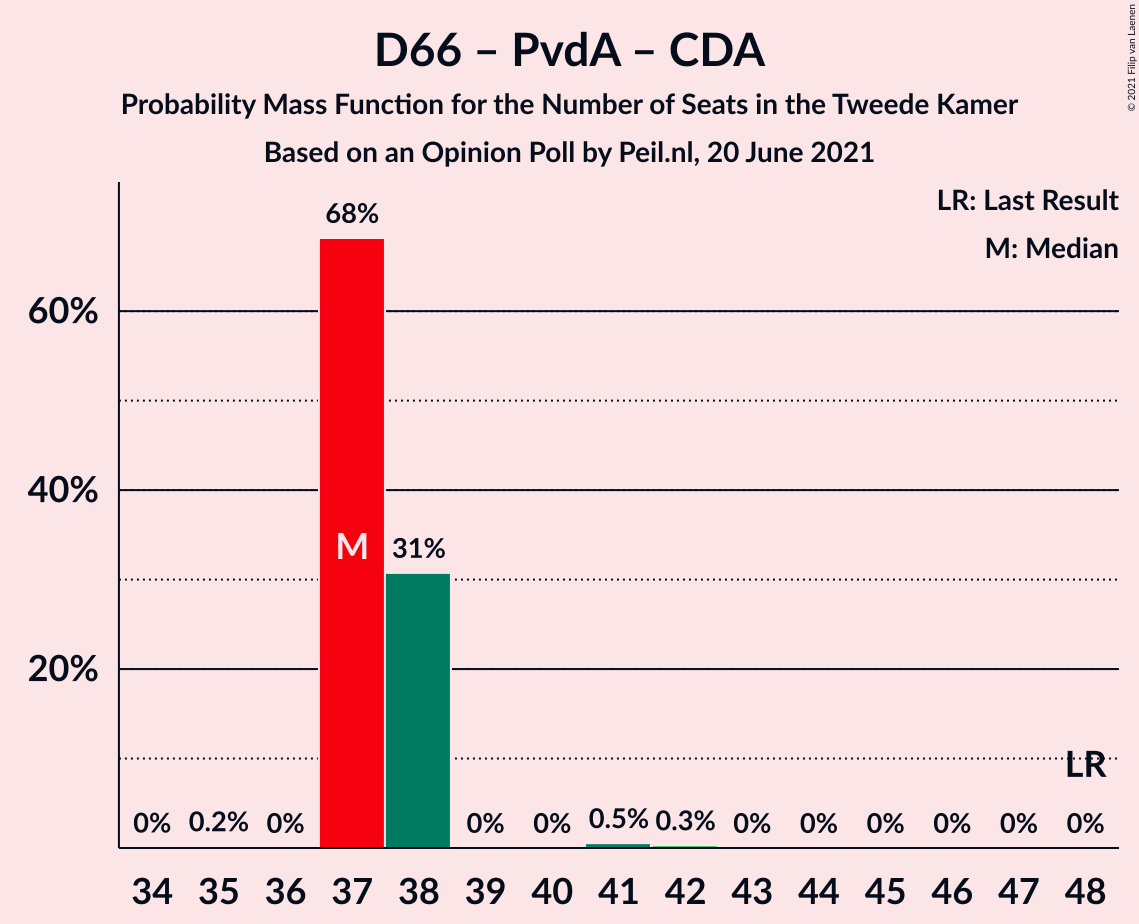 D66 – PvdA – CDA
Probability Mass Function for the Number of Seats in the Tweede Kamer
Based on an Opinion Poll by Peil.nl, 20 June 2021
© 2021 Filip van Laenen
LR: Last Result
M: Median
60%
40%
20%
68%
M
31%
LR
0% 0.2% 0% 0% 0% 0.5% 0.3% 0% 0% 0% 0% 0% 0%
34 35 36 37 38 39 40 41 42 43 44 45 46 47 48